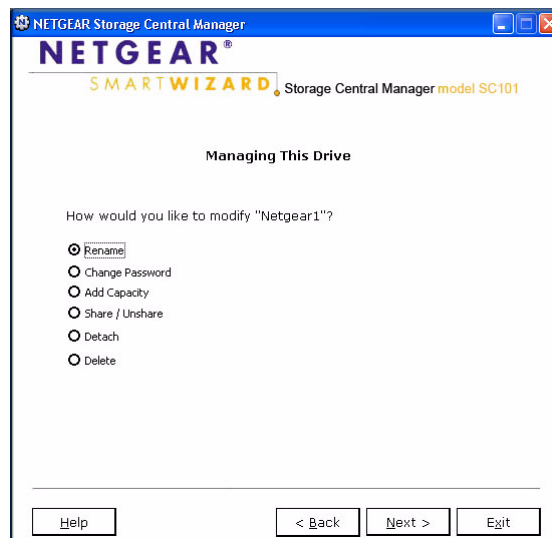 NETGEAR Storage Central Manager
NETGEAR®
SMARTWIZARD Storage Central Manager model SC101
Managing This Drive
How would you like to modify "Netgear1"?
Rename
Change Password
Add Capacity
Share / Unshare
Detach
Delete
Help < Back Next > Exit